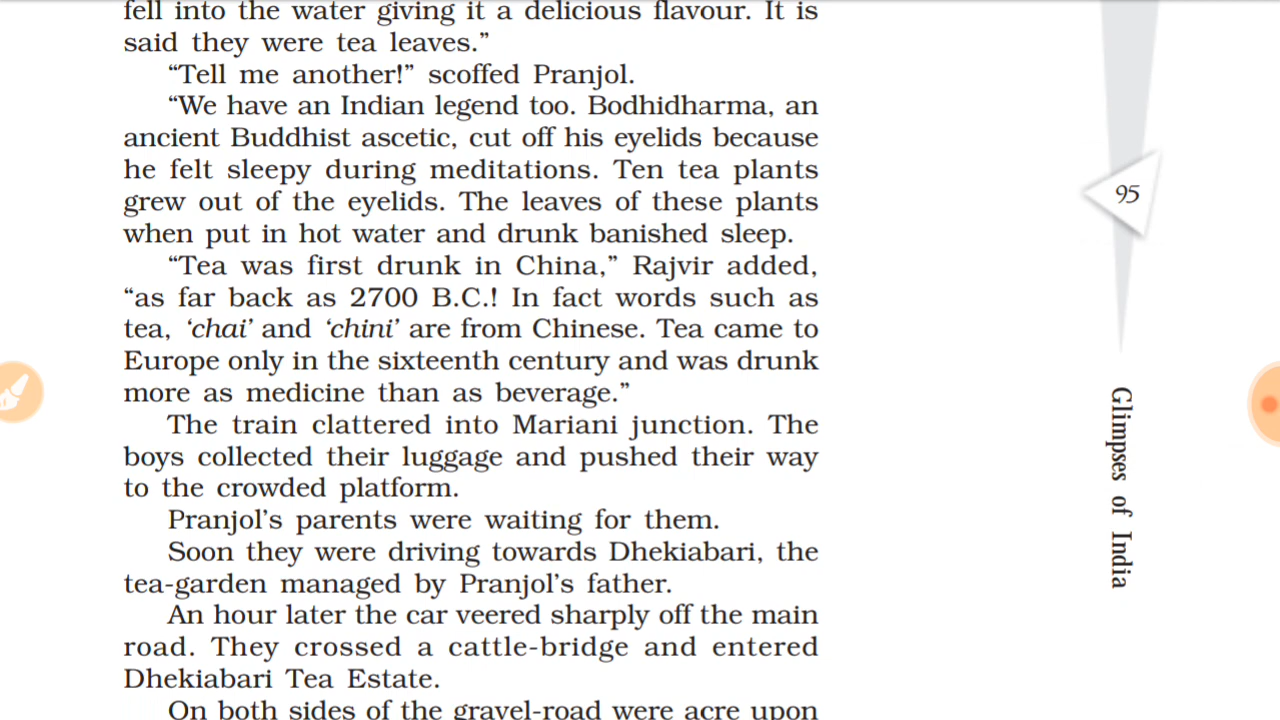 fell into the water giving it a delicious flavour. It is
said they were tea leaves.”
“Tell me another!” scoffed Pranjol.
“We have an Indian legend too. Bodhidharma, an
ancient Buddhist ascetic, cut off his eyelids because
he felt sleepy during meditations. Ten tea plants
grew out of the eyelids. The leaves of these plants
when put in hot water and drunk banished sleep.
“Tea was first drunk in China,” Rajvir added,
“as far back as 2700 B.C.! In fact words such as
tea, ‘chai’ and ‘chini’ are from Chinese. Tea came to
Europe only in the sixteenth century and was drunk
more as medicine than as beverage.”
The train clattered into Mariani junction. The
boys collected their luggage and pushed their way
to the crowded platform.
Pranjol’s parents were waiting for them.
Soon they were driving towards Dhekiabari, the
tea-garden managed by Pranjol’s father.
An hour later the car veered sharply off the main
road. They crossed a cattle-bridge and entered
Dhekiabari Tea Estate.
On both sides of the gravel-road were acre upon
95
Glimpses of India